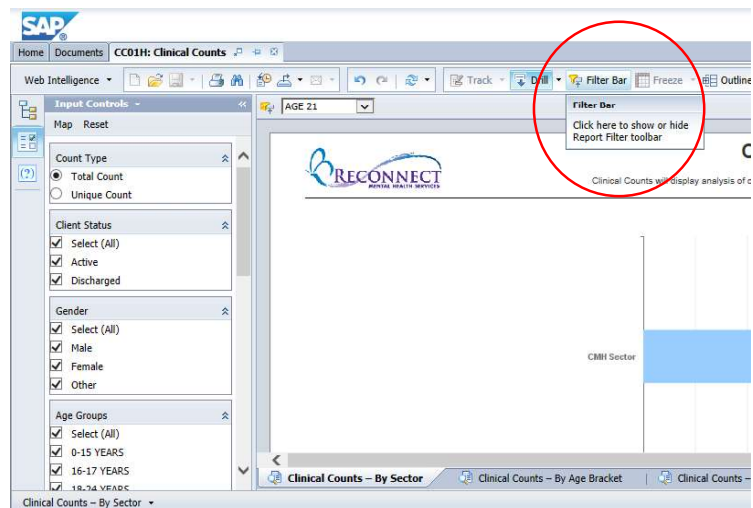 SAP
Home Documents CC01H: Clinical Counts
Web Intelligence Track Drill Filter Bar Freeze Outline
Input Controls
AGE 21
Filter Bar
Click here to show or hide
Report Filter toolbar
Map Reset
Count Type
Total Count
Unique Count
RECONNECT
MENTAL HEALTH SERVICES
C
Clinical Counts will display analysis of c
Client Status
Select (All)
Active
Discharged
Gender
Select (All)
Male
Female
Other
CMH Sector
Age Groups
Select (All)
0-15 YEARS
16-17 YEARS
18-24 YEARS
Clinical Counts – By Sector Clinical Counts – By Age Bracket Clinical Counts –
Clinical Counts – By Sector